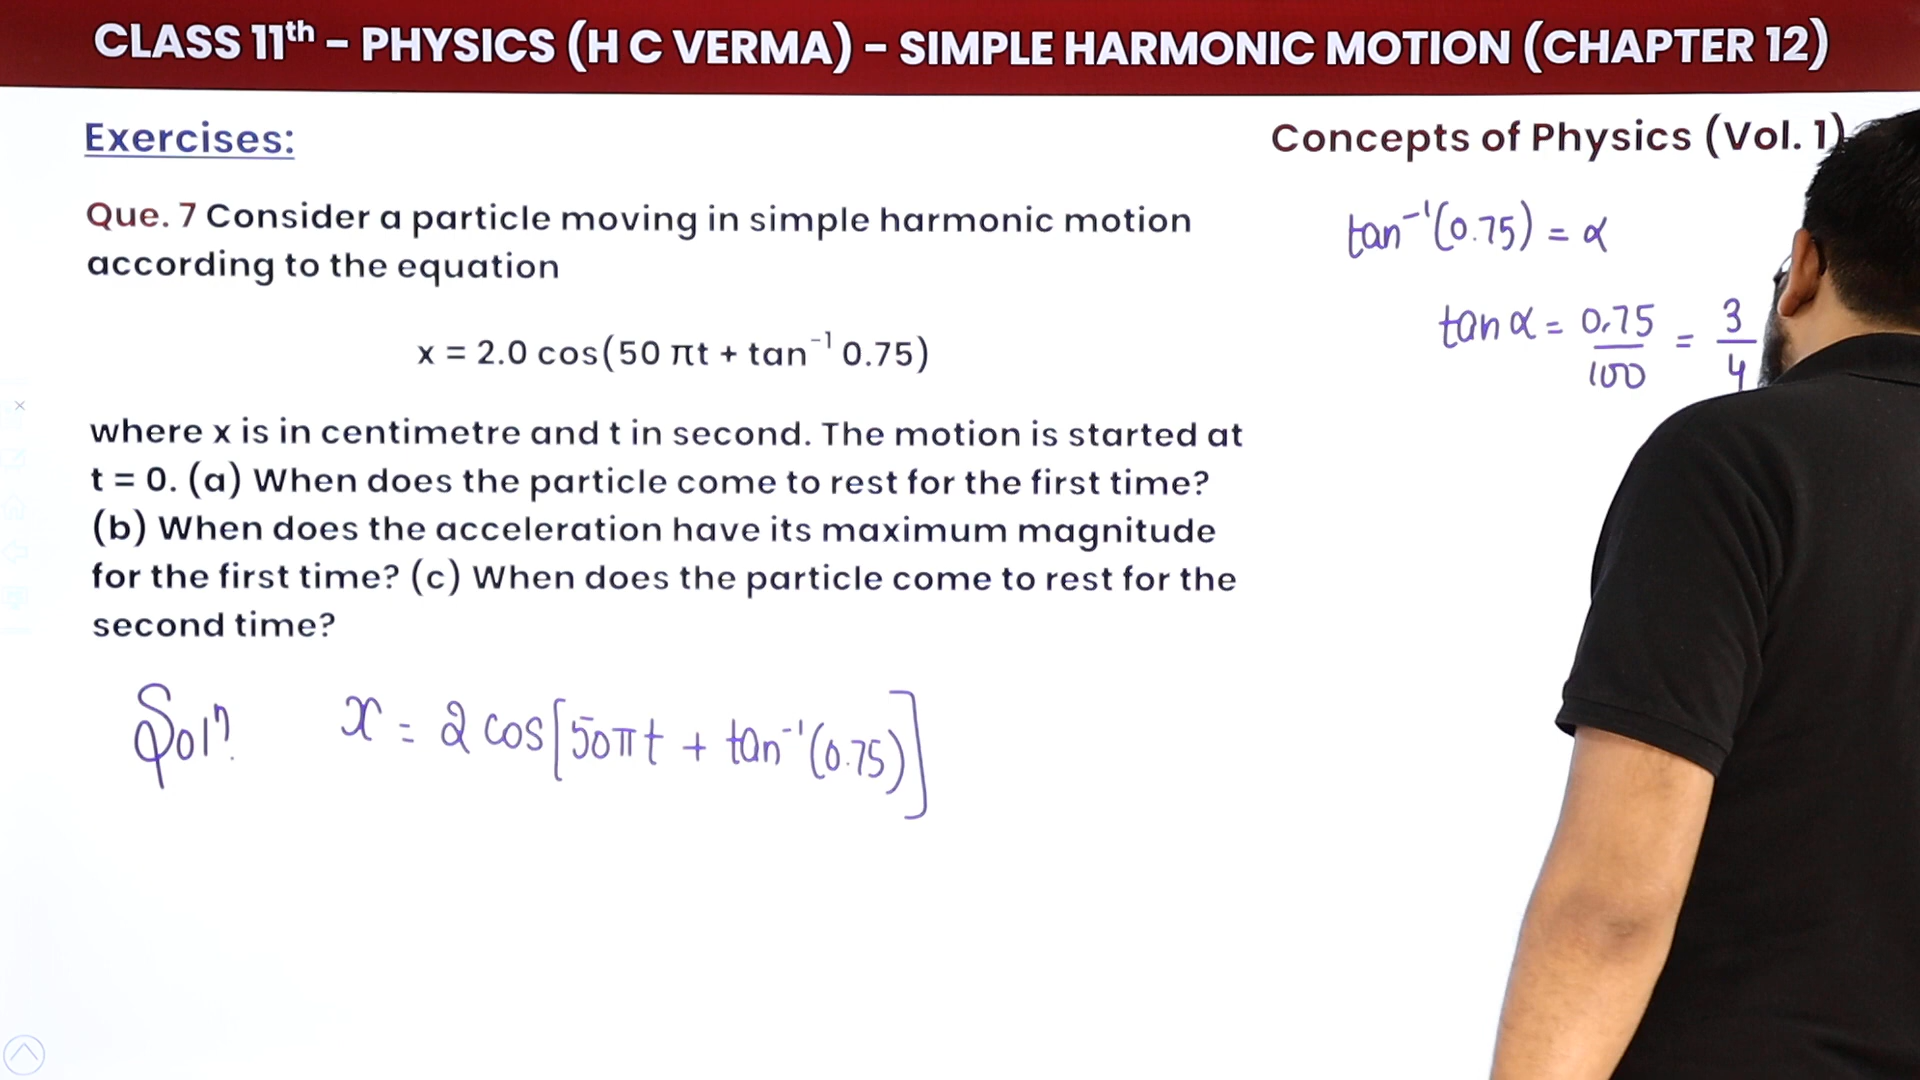 CLASS 11th – PHYSICS (H C VERMA) – SIMPLE HARMONIC MOTION (CHAPTER 12)
Exercises:
Concepts of Physics (Vol. 1)
Que. 7 Consider a particle moving in simple harmonic motion
according to the equation
x = 2.0 cos(50 πt + tan⁻¹ 0.75)
where x is in centimetre and t in second. The motion is started at
t = 0. (a) When does the particle come to rest for the first time?
(b) When does the acceleration have its maximum magnitude
for the first time? (c) When does the particle come to rest for the
second time?
tan⁻¹(0.75) = α
tan α = 0.75/100 = 3/4
Solⁿ. x = 2 cos[50πt + tan⁻¹(0.75)]